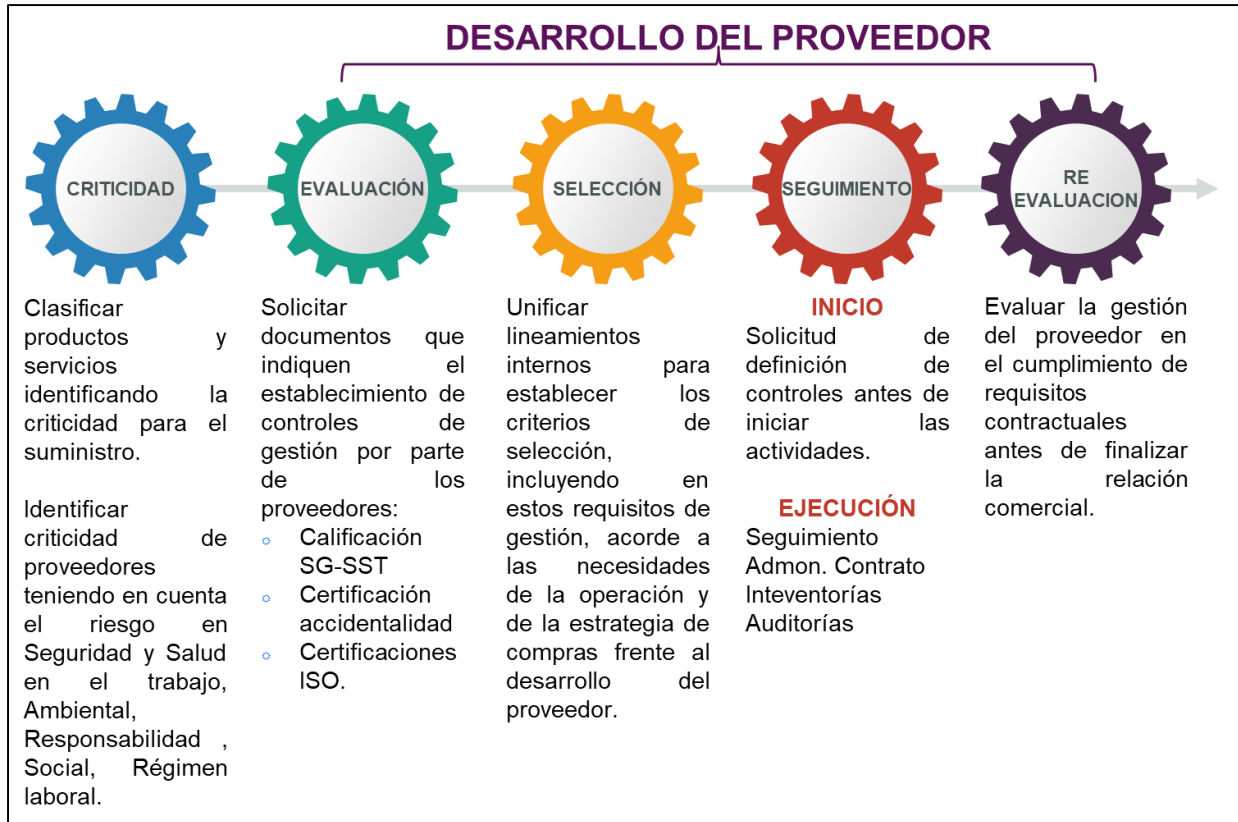 DESARROLLO DEL PROVEEDOR
CRITICIDAD
EVALUACIÓN
SELECCIÓN
SEGUIMIENTO
RE
EVALUACION
Clasificar
productos y
servicios
identificando la
criticidad para el
suministro.
Identificar
criticidad de
proveedores
teniendo en cuenta
el riesgo en
Seguridad y Salud
en el trabajo,
Ambiental,
Responsabilidad ,
Social, Régimen
laboral.
Solicitar
documentos que
indiquen el
establecimiento de
controles de
gestión por parte
de los
proveedores:
Calificación
SG-SST
Certificación
accidentalidad
Certificaciones
ISO.
Unificar
lineamientos
internos para
establecer los
criterios de
selección,
incluyendo en
estos requisitos de
gestión, acorde a
las necesidades
de la operación y
de la estrategia de
compras frente al
desarrollo del
proveedor.
INICIO
Solicitud de
definición de
controles antes de
iniciar las
actividades.
EJECUCIÓN
Seguimiento
Admon. Contrato
Inteventorías
Auditorías
Evaluar la gestión
del proveedor en
el cumplimiento de
requisitos
contractuales
antes de finalizar
la relación
comercial.